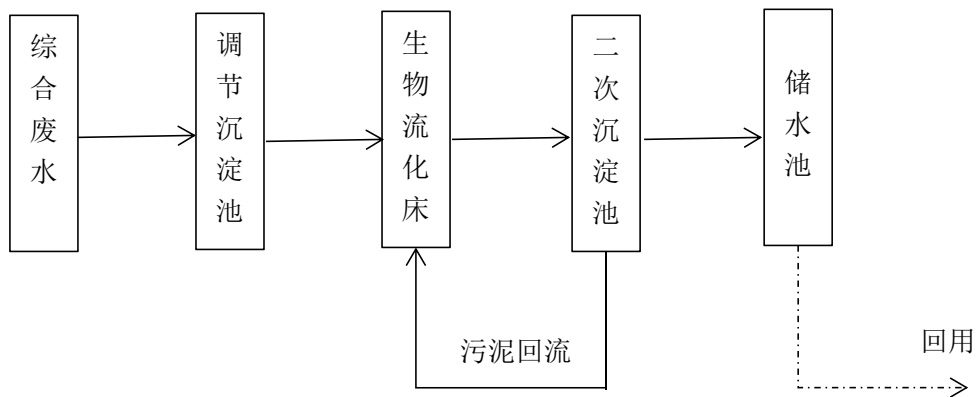 综合废水
调节沉淀池
生物流化床
二次沉淀池
储水池
污泥回流
回用